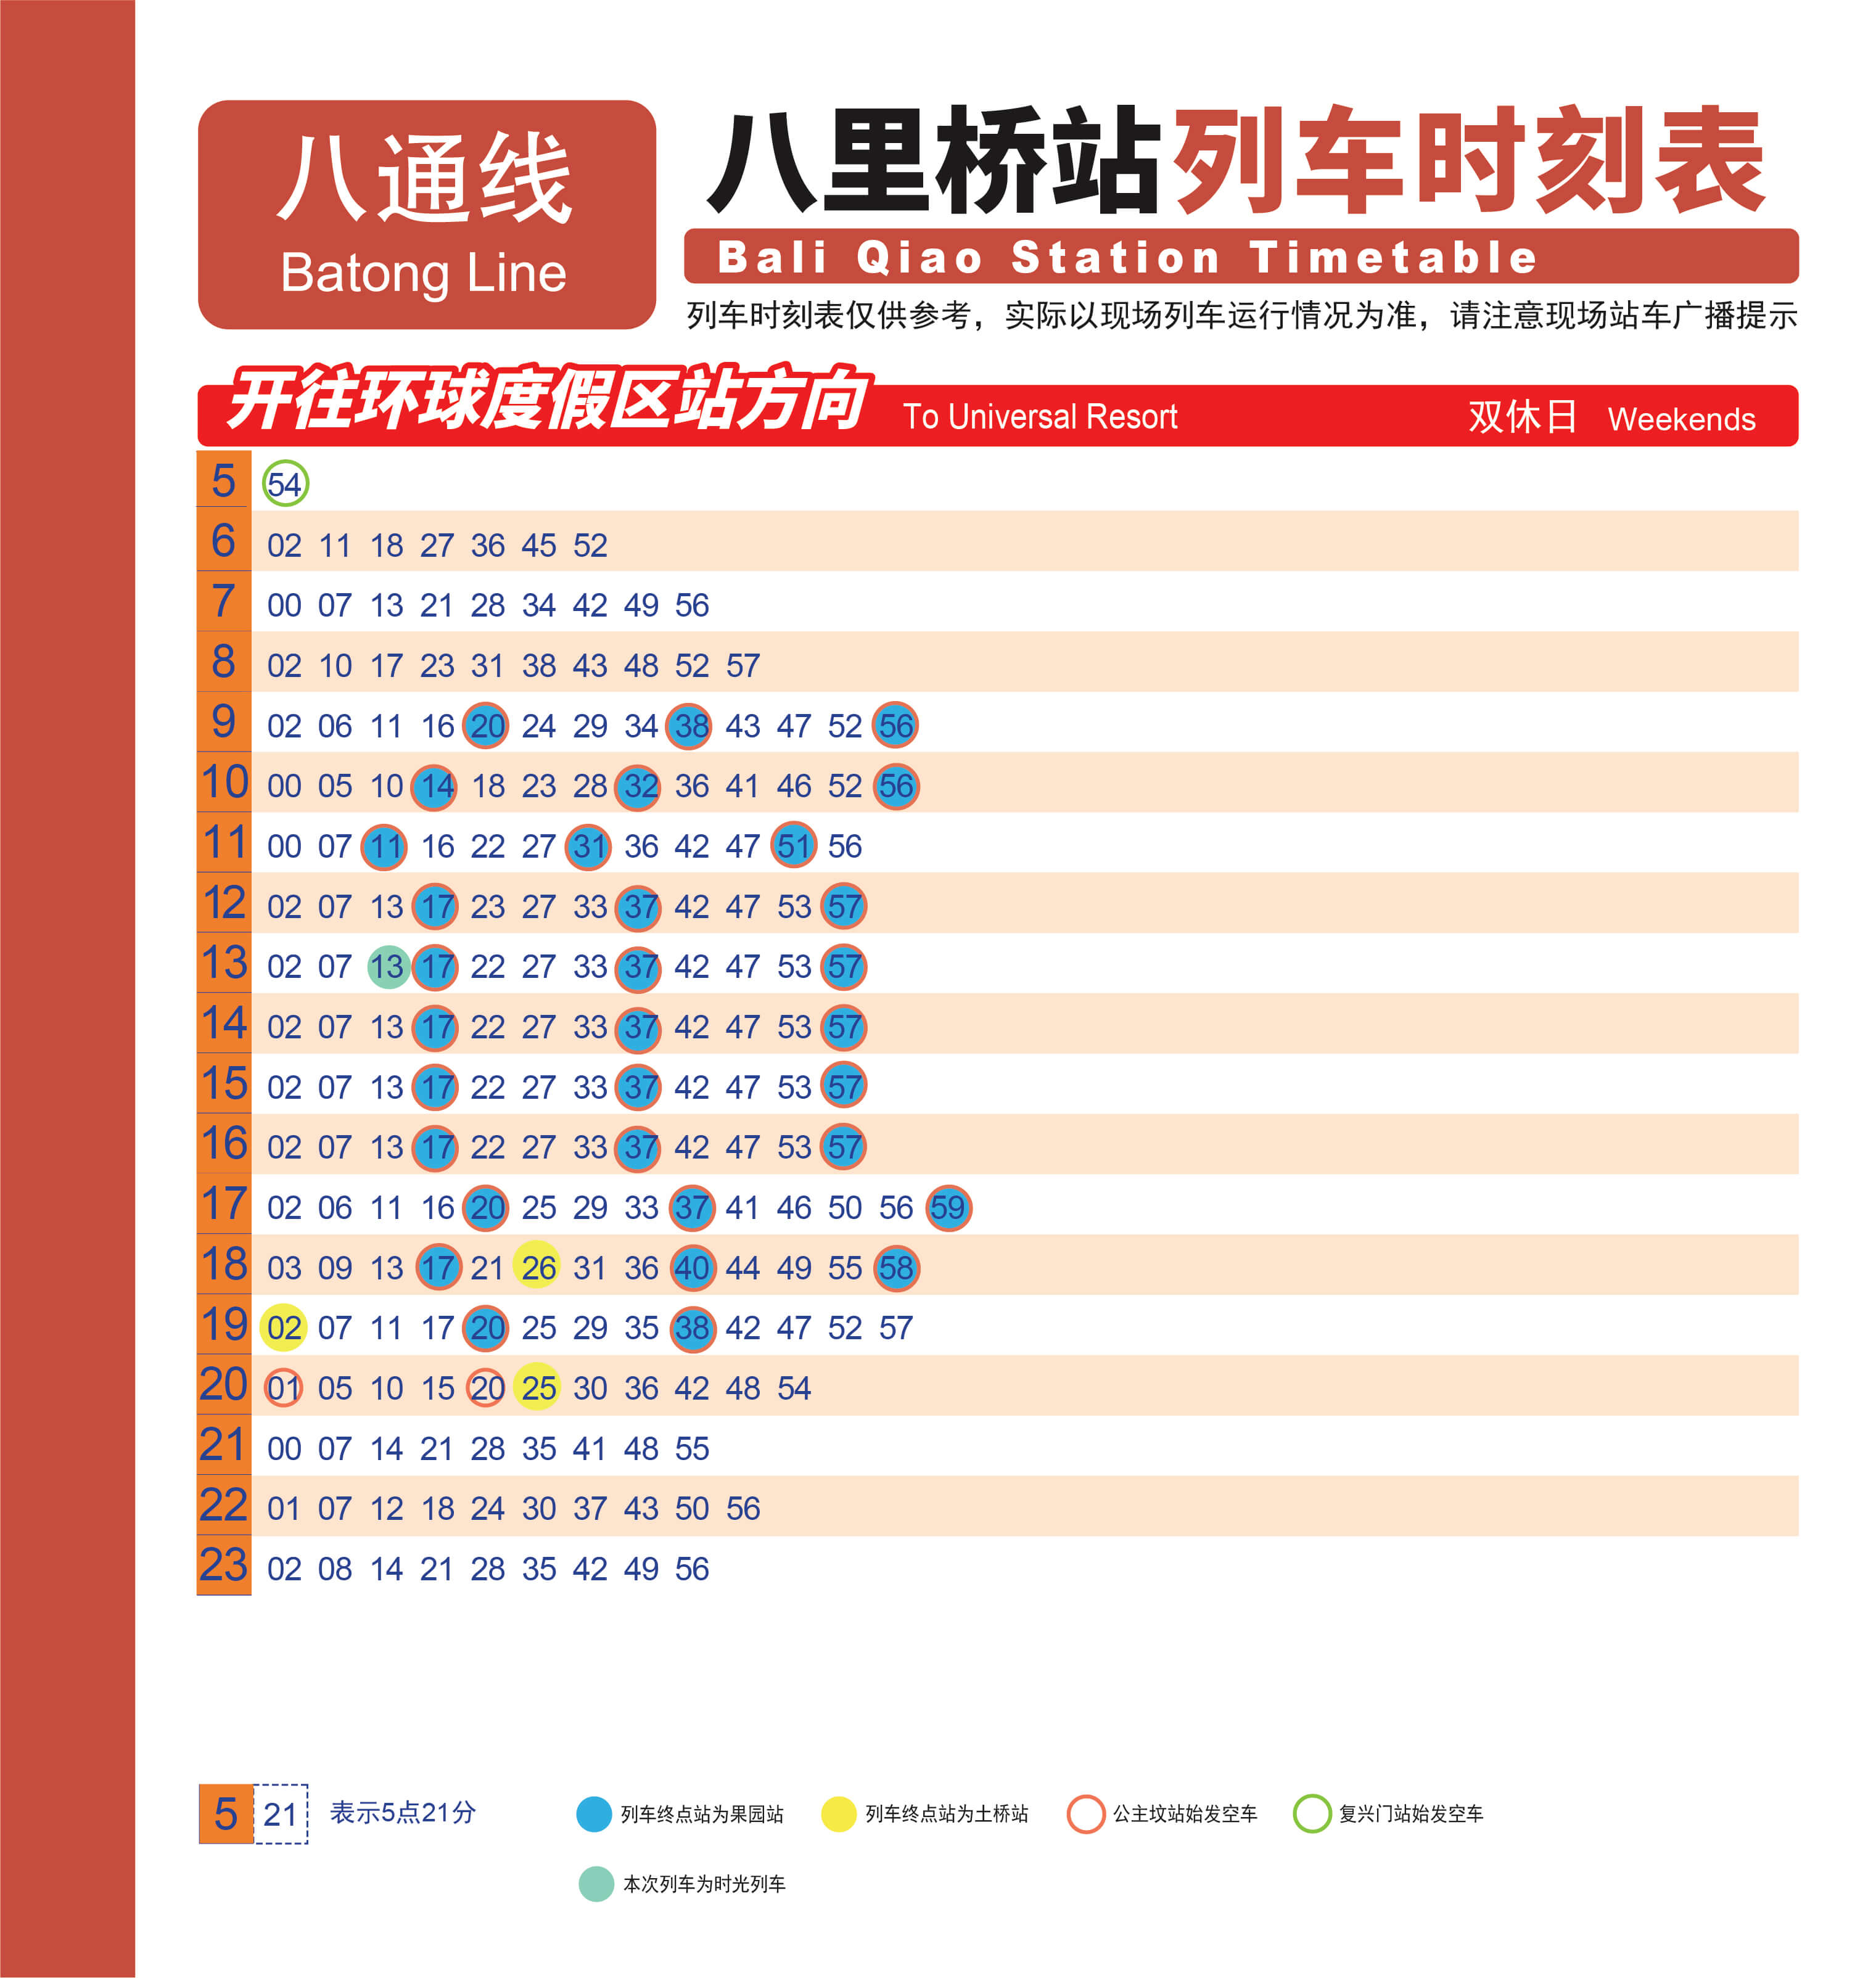 八通线
Batong Line
八里桥站列车时刻表
Bali Qiao Station Timetable
列车时刻表仅供参考，实际以现场列车运行情况为准，请注意现场站车广播提示
开往环球度假区站方向 To Universal Resort 双休日 Weekends
5 54
6 02 11 18 27 36 45 52
7 00 07 13 21 28 34 42 49 56
8 02 10 17 23 31 38 43 48 52 57
9 02 06 11 16 20 24 29 34 38 43 47 52 56
10 00 05 10 14 18 23 28 32 36 41 46 52 56
11 00 07 11 16 22 27 31 36 42 47 51 56
12 02 07 13 17 23 27 33 37 42 47 53 57
13 02 07 13 17 22 27 33 37 42 47 53 57
14 02 07 13 17 22 27 33 37 42 47 53 57
15 02 07 13 17 22 27 33 37 42 47 53 57
16 02 07 13 17 22 27 33 37 42 47 53 57
17 02 06 11 16 20 25 29 33 37 41 46 50 56 59
18 03 09 13 17 21 26 31 36 40 44 49 55 58
19 02 07 11 17 20 25 29 35 38 42 47 52 57
20 01 05 10 15 20 25 30 36 42 48 54
21 00 07 14 21 28 35 41 48 55
22 01 07 12 18 24 30 37 43 50 56
23 02 08 14 21 28 35 42 49 56
5 21 表示5点21分 列车终点站为果园站 列车终点站为土桥站 公主坟站始发空车 复兴门站始发空车
本次列车为时光列车